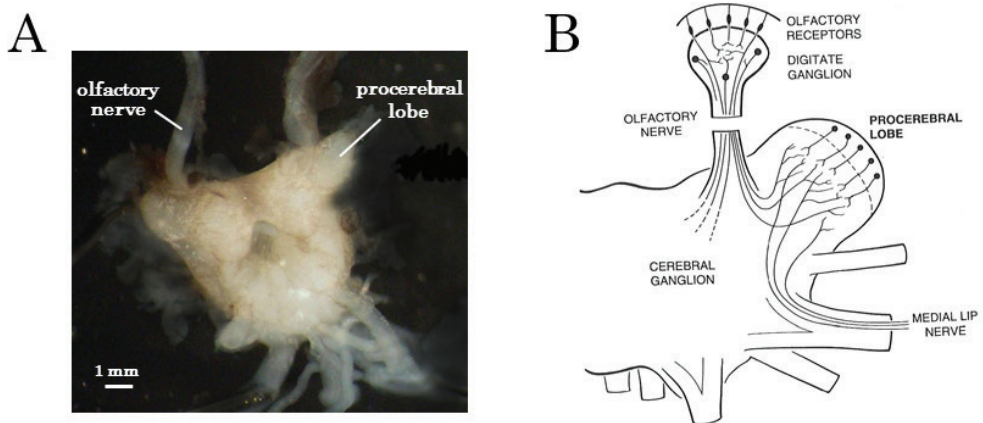 A
olfactory
nerve
procerebral
lobe
1 mm
B
OLFACTORY
RECEPTORS
DIGITATE
GANGLION
OLFACTORY
NERVE
PROCEREBRAL
LOBE
CEREBRAL
GANGLION
MEDIAL LIP
NERVE